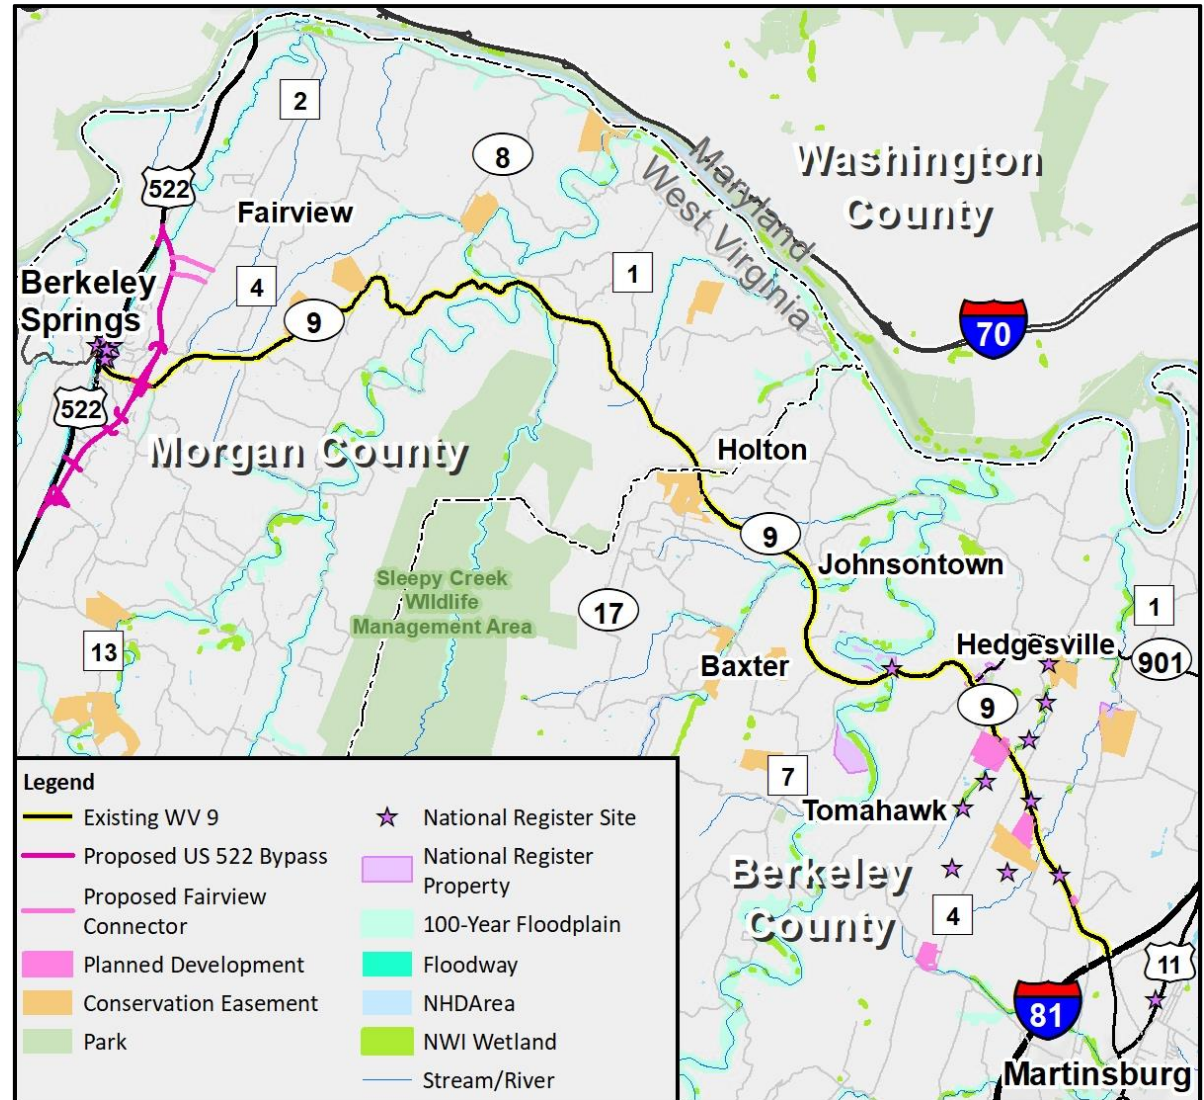 2
8
Maryland
West Virginia
Washington
County
522
Fairview
1
Berkeley
Springs
4
9
70
522
Morgan County
Holton
9
Johnsontown
Sleepy Creek
WIldlife
Management Area
17
1
13
Baxter
Hedgesville
901
9
7
Tomahawk
Berkeley
County
4
11
81
Martinsburg
Legend
Existing WV 9
Proposed US 522 Bypass
Proposed Fairview
Connector
Planned Development
Conservation Easement
Park
National Register Site
National Register
Property
100-Year Floodplain
Floodway
NHDArea
NWI Wetland
Stream/River